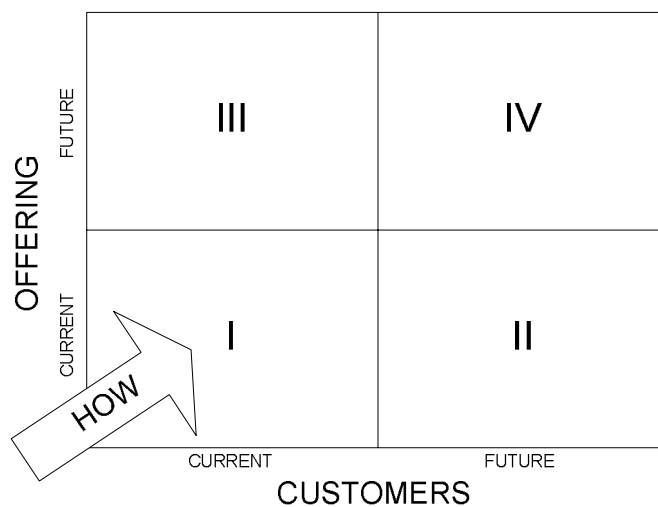 OFFERING
FUTURE
CURRENT
III
IV
I
II
HOW
CURRENT
FUTURE
CUSTOMERS